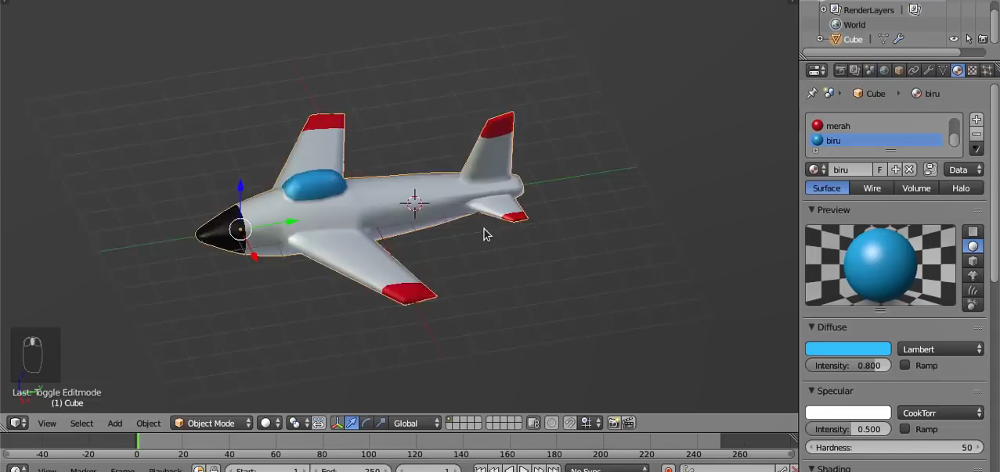 RenderLayers
World
Cube
Cube
biru
merah
biru
biru
F
Data
Surface
Wire
Volume
Halo
Preview
Diffuse
Lambert
Intensity: 0.800
Ramp
Specular
CookTorr
Intensity: 0.500
Ramp
Hardness: 50
Shading
Last: Toggle Editmode
(1) Cube
View Select Add Object Object Mode Global
-40 -20 0 20 40 60 80 100 120 140 160 180 200 220 240 260
View Marker Frame Playback Start: 1 End: 250 1 No Sync